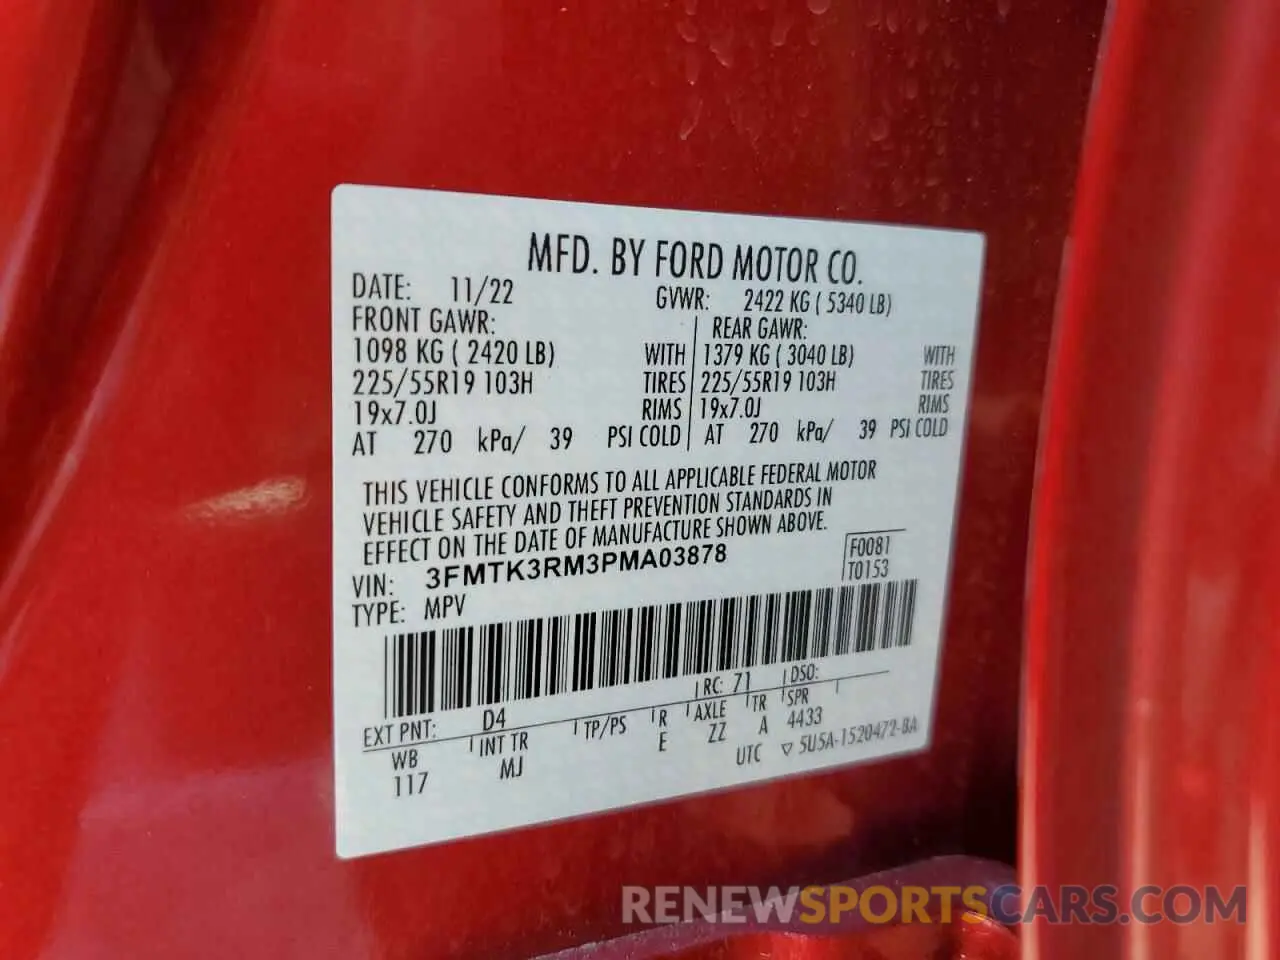 MFD. BY FORD MOTOR CO.
DATE: 11/22 GVWR: 2422 KG ( 5340 LB)
FRONT GAWR: REAR GAWR:
1098 KG ( 2420 LB) WITH 1379 KG ( 3040 LB) WITH
225/55R19 103H TIRES 225/55R19 103H TIRES
19x7.0J RIMS 19x7.0J RIMS
AT 270 kPa/ 39 PSI COLD AT 270 kPa/ 39 PSI COLD
THIS VEHICLE CONFORMS TO ALL APPLICABLE FEDERAL MOTOR
VEHICLE SAFETY AND THEFT PREVENTION STANDARDS IN
EFFECT ON THE DATE OF MANUFACTURE SHOWN ABOVE.
VIN: 3FMTK3RM3PMA03878 F0081
TYPE: MPV T0153
EXT PNT: D4 RC: 71 DSO:
WB INT TR TP/PS R AXLE TR SPR
117 MJ E ZZ A 4433
UTC ▽ 5U5A-1520472-BA
RENEWSPORTSCARS.COM